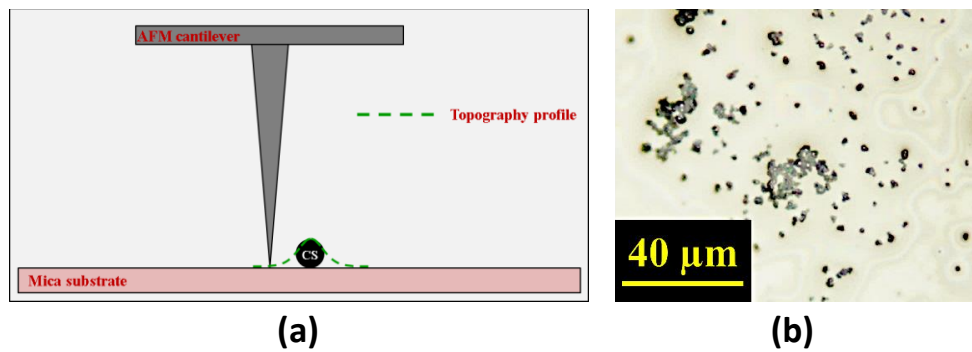 AFM cantilever
Topography profile
CS
Mica substrate
40 μm
(a)
(b)